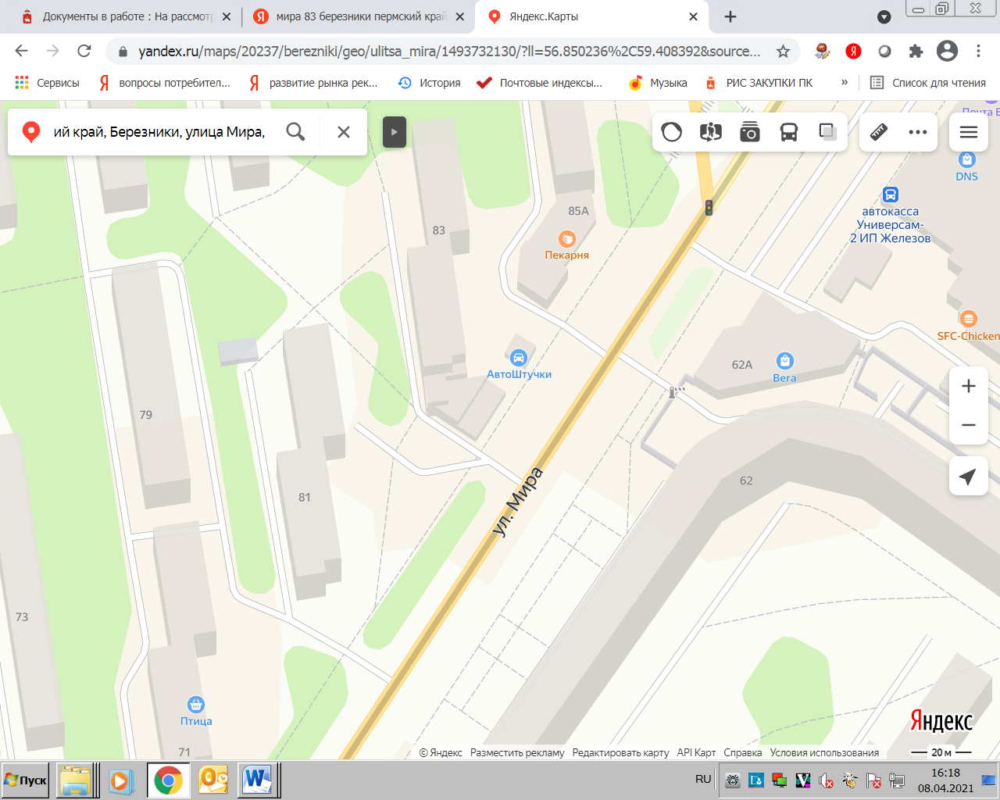 Документы в работе : На рассмотр
мира 83 березники пермский край
Яндекс.Карты
yandex.ru/maps/20237/berezniki/geo/ulitsa_mira/1493732130/?ll=56.850236%2C59.408392&source...
Сервисы
вопросы потребител...
развитие рынка рек...
История
Почтовые индексы...
Музыка
РИС ЗАКУПКИ ПК
»
Список для чтения
ий край, Березники, улица Мира,
Почта Б
DNS
автокасса
Универсам-
2 ИП Железов
85А
83
Пекарня
SFC-Chicken
62А
Вега
АвтоШтучки
79
81
62
ул. Мира
73
Птица
71
Яндекс
© Яндекс Разместить рекламу Редактировать карту API Карт Справка Условия использования
20 м
Пуск
RU
16:18
08.04.2021